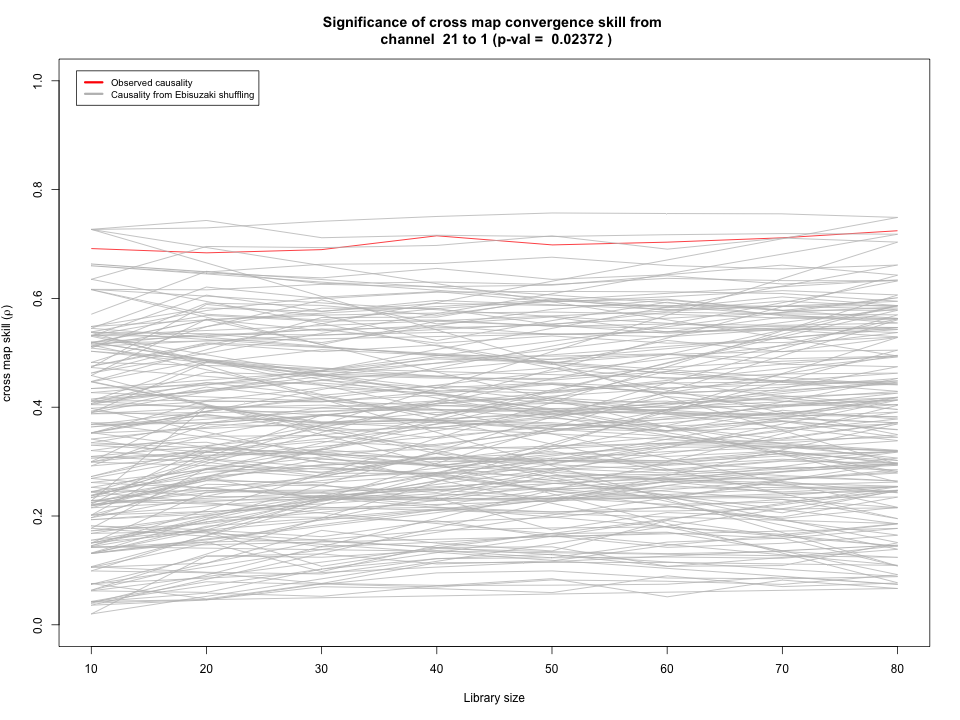 Significance of cross map convergence skill from
channel  21 to 1 (p-val =  0.02372 )
Observed causality
Causality from Ebisuzaki shuffling
cross map skill (ρ)
1.0
0.8
0.6
0.4
0.2
0.0
10 20 30 40 50 60 70 80
Library size